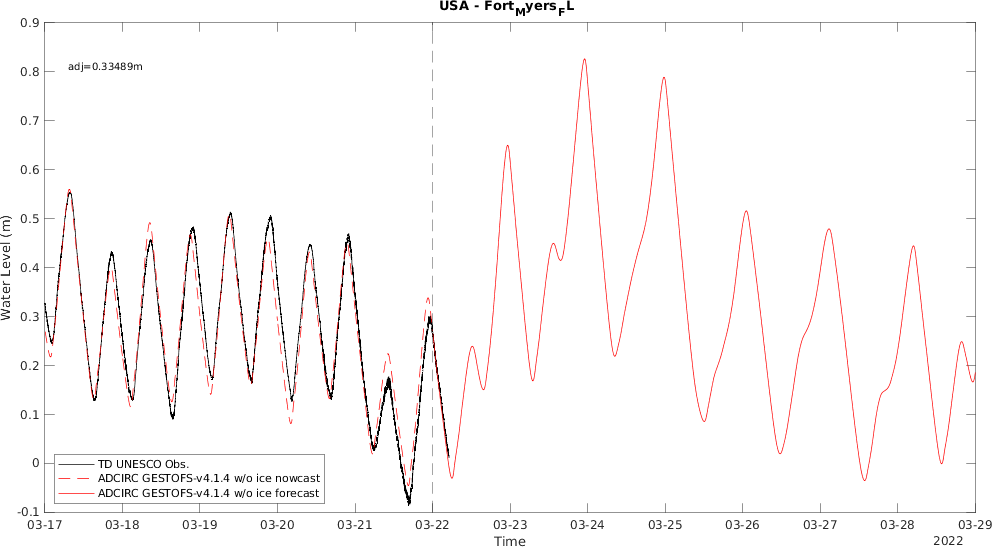 USA - Fort_Myers_FL
adj=0.33489m
0.9
0.8
0.7
0.6
0.5
0.4
0.3
0.2
0.1
0
-0.1
Water Level (m)
TD UNESCO Obs.
ADCIRC GESTOFS-v4.1.4 w/o ice nowcast
ADCIRC GESTOFS-v4.1.4 w/o ice forecast
03-17 03-18 03-19 03-20 03-21 03-22 03-23 03-24 03-25 03-26 03-27 03-28 03-29
Time
2022